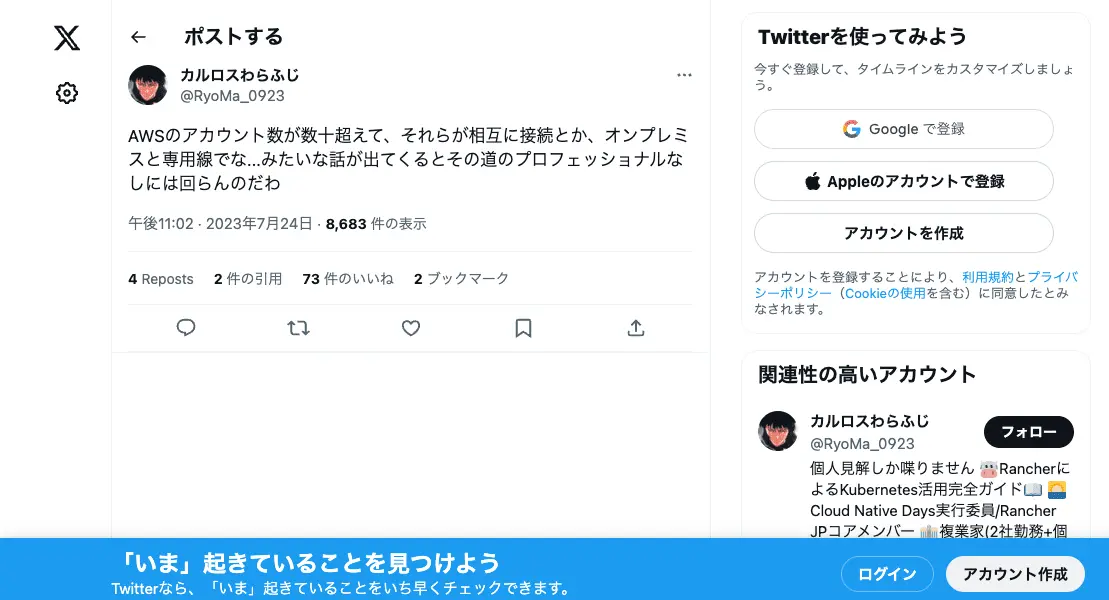 ポストする
カルロスわらふじ
@RyoMa_0923
AWSのアカウント数が数十超えて、それらが相互に接続とか、オンプレミ
スと専用線でな...みたいな話が出てくるとその道のプロフェッショナルな
しには回らんのだわ
午後11:02 · 2023年7月24日 · 8,683 件の表示
4 Reposts 2 件の引用 73 件のいいね 2 ブックマーク
Twitterを使ってみよう
今すぐ登録して、タイムラインをカスタマイズしましょ
う。
Google で登録
Appleのアカウントで登録
アカウントを作成
アカウントを登録することにより、利用規約とプライバ
シーポリシー（Cookieの使用を含む）に同意したとみ
なされます。
関連性の高いアカウント
カルロスわらふじ
@RyoMa_0923
フォロー
個人見解しか喋りません 🐮Rancherに
よるKubernetes活用完全ガイド📖 🌅
Cloud Native Days実行委員/Rancher
JPコアメンバー 🏙️複業家(2社勤務+個
「いま」起きていることを見つけよう
Twitterなら、「いま」起きていることをいち早くチェックできます。
ログイン
アカウント作成